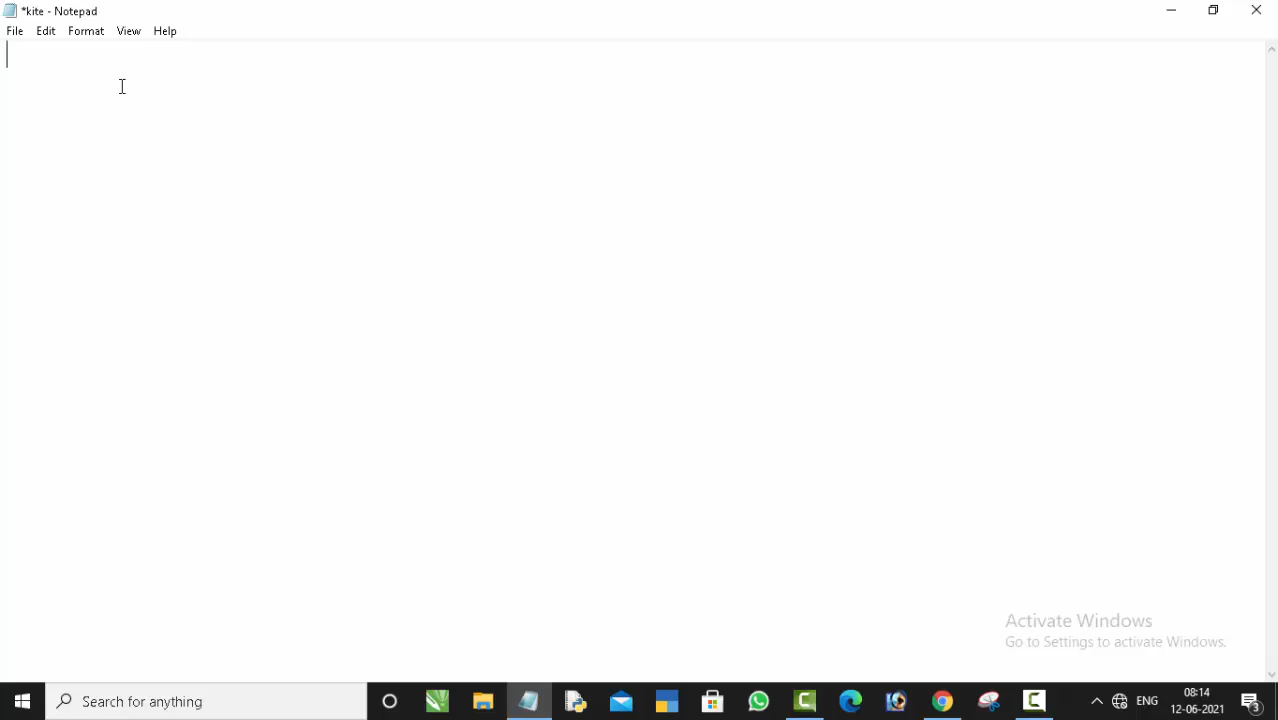 *kite - Notepad
File Edit Format View Help
Activate Windows
Go to Settings to activate Windows.
Search for anything
ENG
08:14
12-06-2021
3